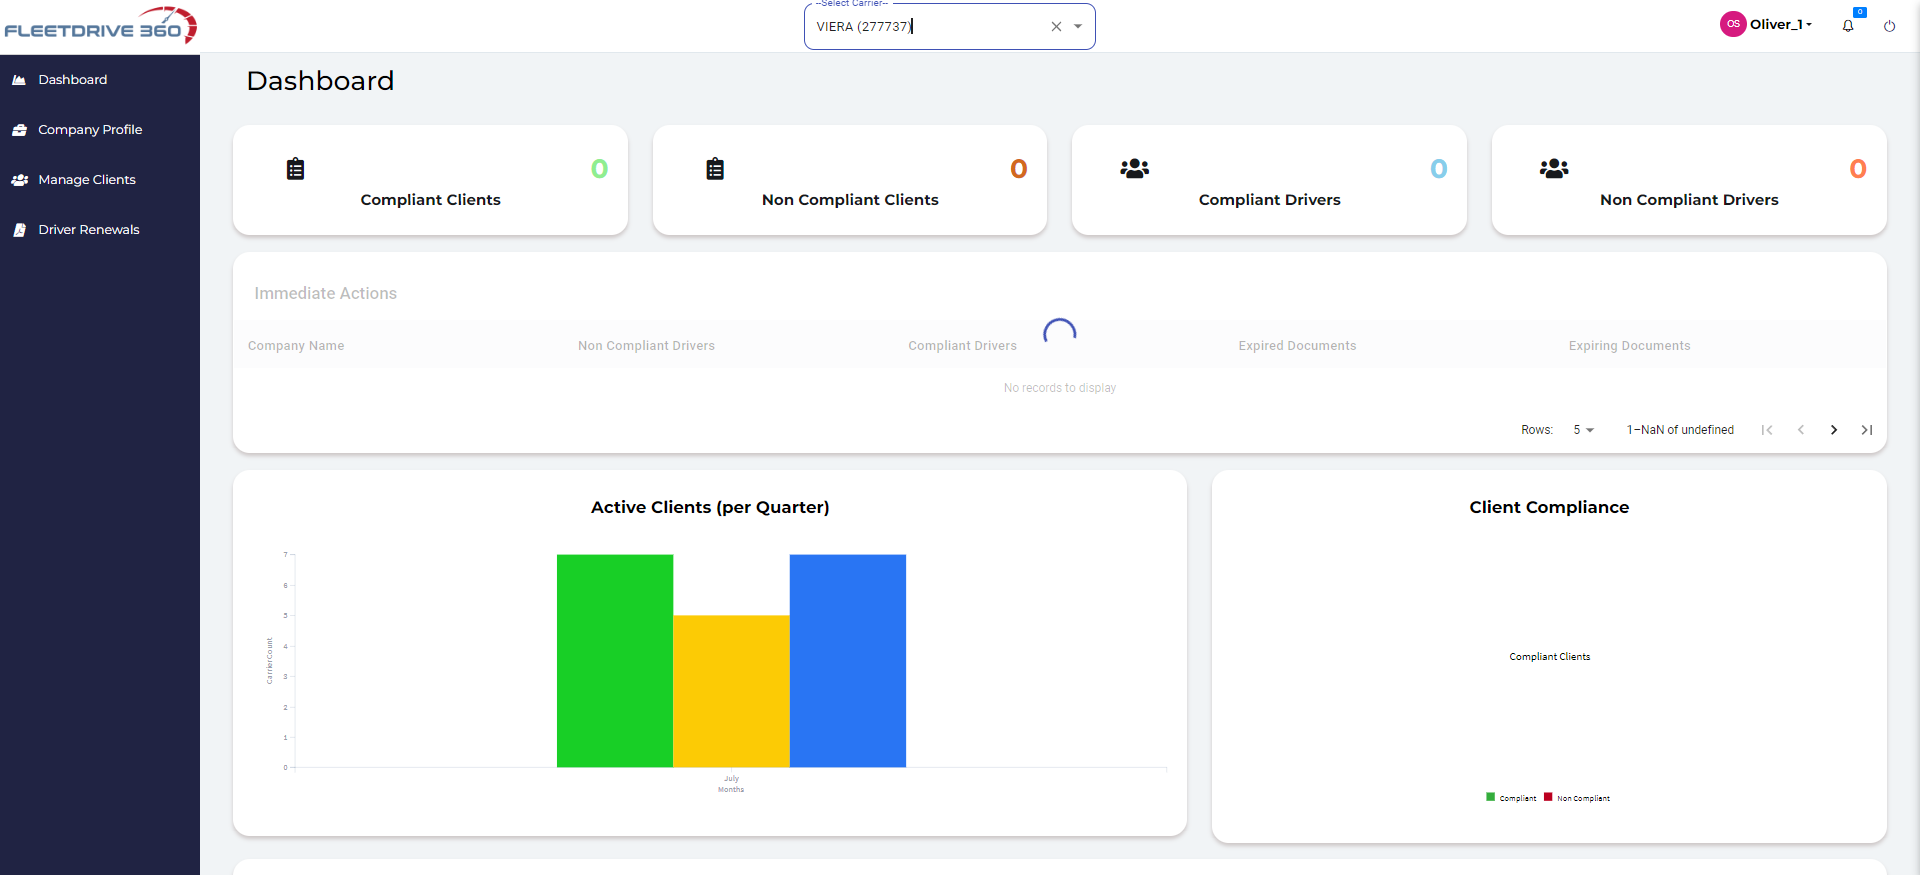 FLEETDRIVE 360
--Select Carrier--
VIERA (277737)
OS Oliver_1
0
Dashboard
Company Profile
Manage Clients
Driver Renewals
Dashboard
0
Compliant Clients
0
Non Compliant Clients
0
Compliant Drivers
0
Non Compliant Drivers
Immediate Actions
Company Name Non Compliant Drivers Compliant Drivers Expired Documents Expiring Documents
No records to display
Rows: 5 1–NaN of undefined
Active Clients (per Quarter)
7
6
5
4
3
2
1
0
CarrierCount
July
Months
Client Compliance
Compliant Clients
Compliant Non Compliant